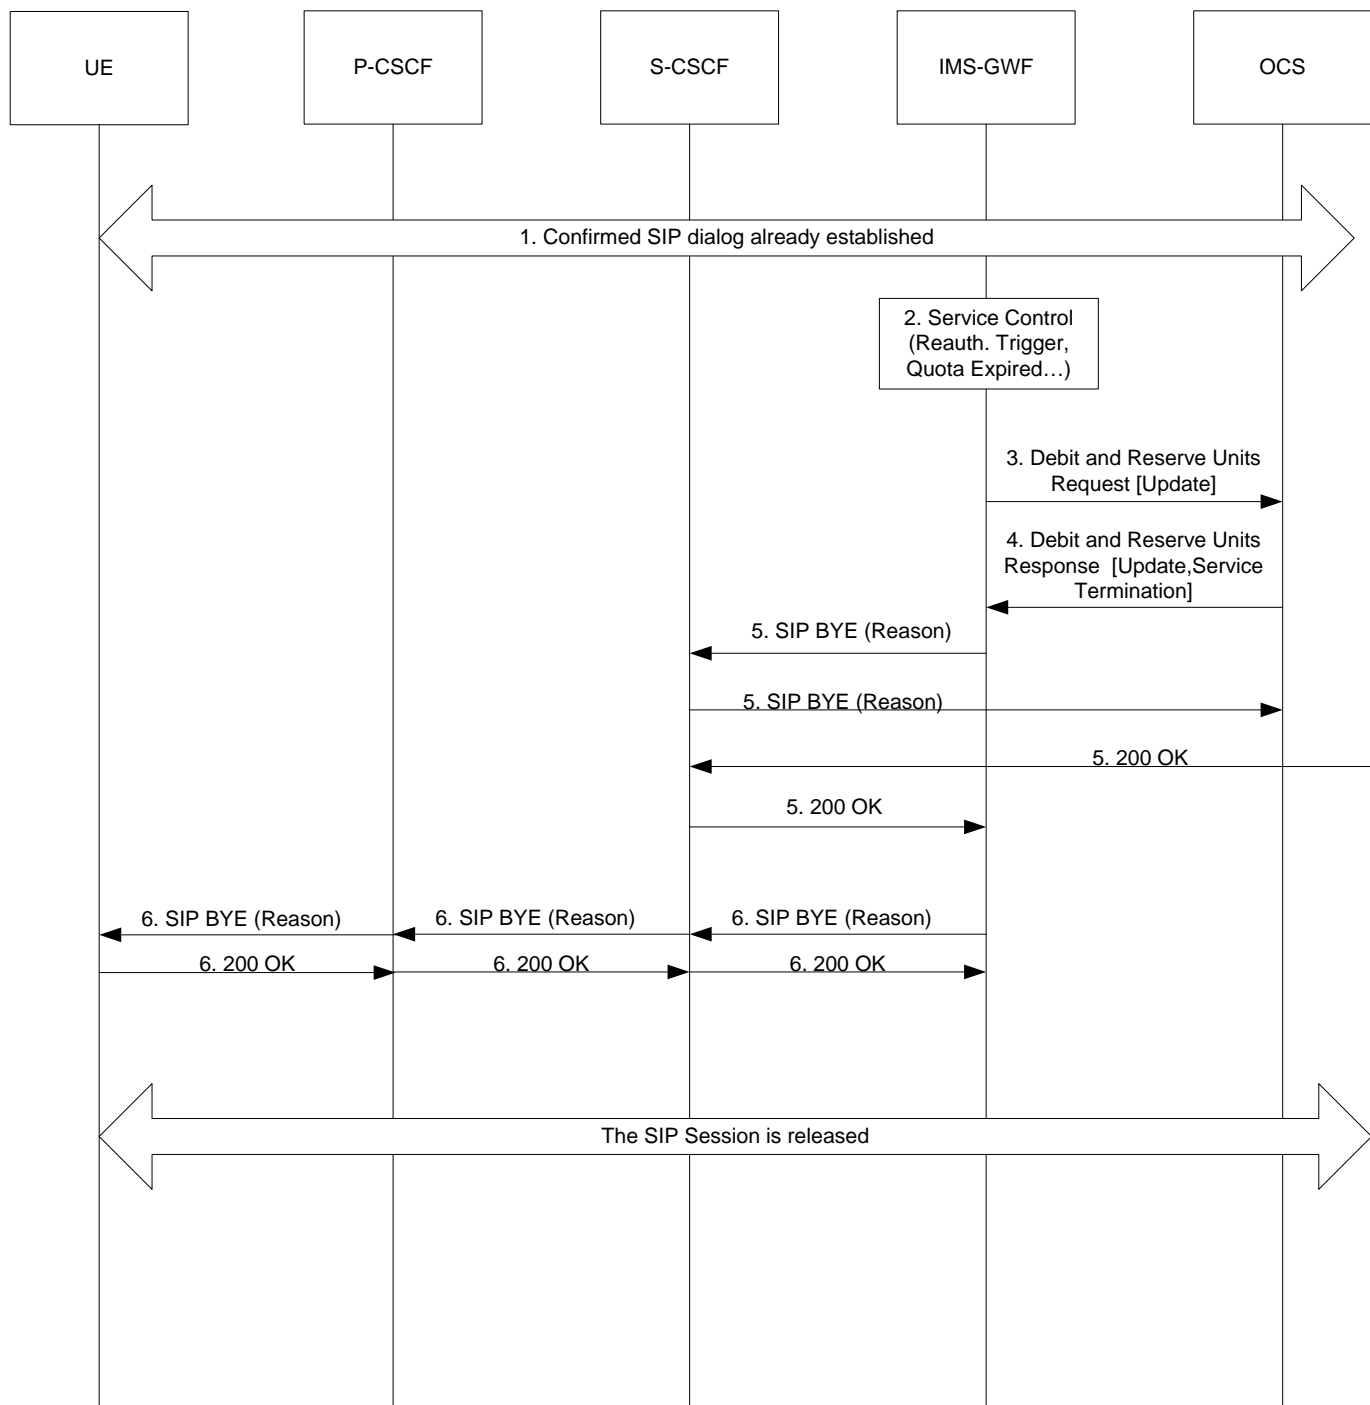 UE
P-CSCF
S-CSCF
IMS-GWF
OCS
1. Confirmed SIP dialog already established
2. Service Control
(Reauth. Trigger,
Quota Expired…)
3. Debit and Reserve Units
Request [Update]
4. Debit and Reserve Units
Response [Update,Service
Termination]
5. SIP BYE (Reason)
5. SIP BYE (Reason)
5. 200 OK
5. 200 OK
6. SIP BYE (Reason)
6. SIP BYE (Reason)
6. SIP BYE (Reason)
6. 200 OK
6. 200 OK
6. 200 OK
The SIP Session is released